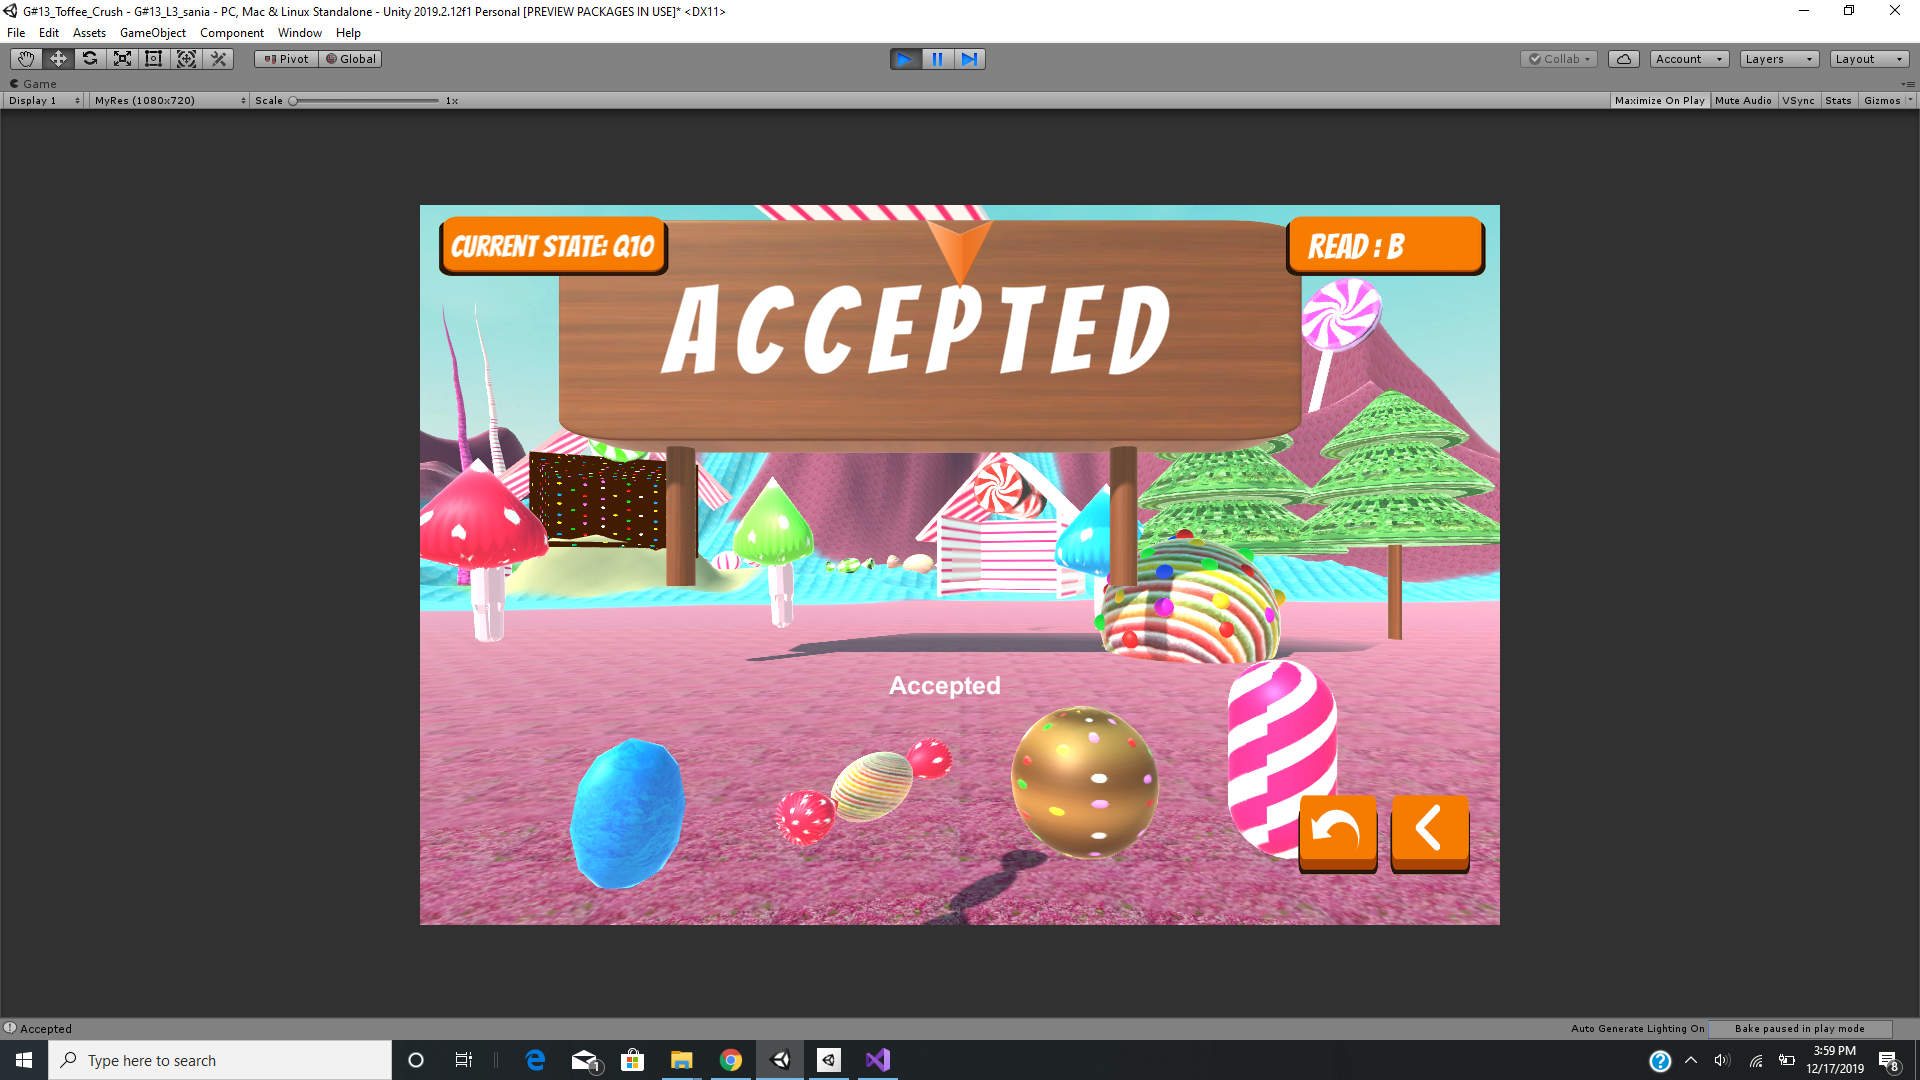 G#13_Toffee_Crush - G#13_L3_sania - PC, Mac & Linux Standalone - Unity 2019.2.12f1 Personal [PREVIEW PACKAGES IN USE]* <DX11>
File Edit Assets GameObject Component Window Help
Pivot Global Collab Account Layers Layout
Game
Display 1 MyRes (1080x720) Scale 1x Maximize On Play Mute Audio VSync Stats Gizmos
CURRENT STATE: Q10
READ : B
ACCEPTED
Accepted
Accepted
Auto Generate Lighting On Bake paused in play mode
Type here to search
1
3:59 PM
12/17/2019
8